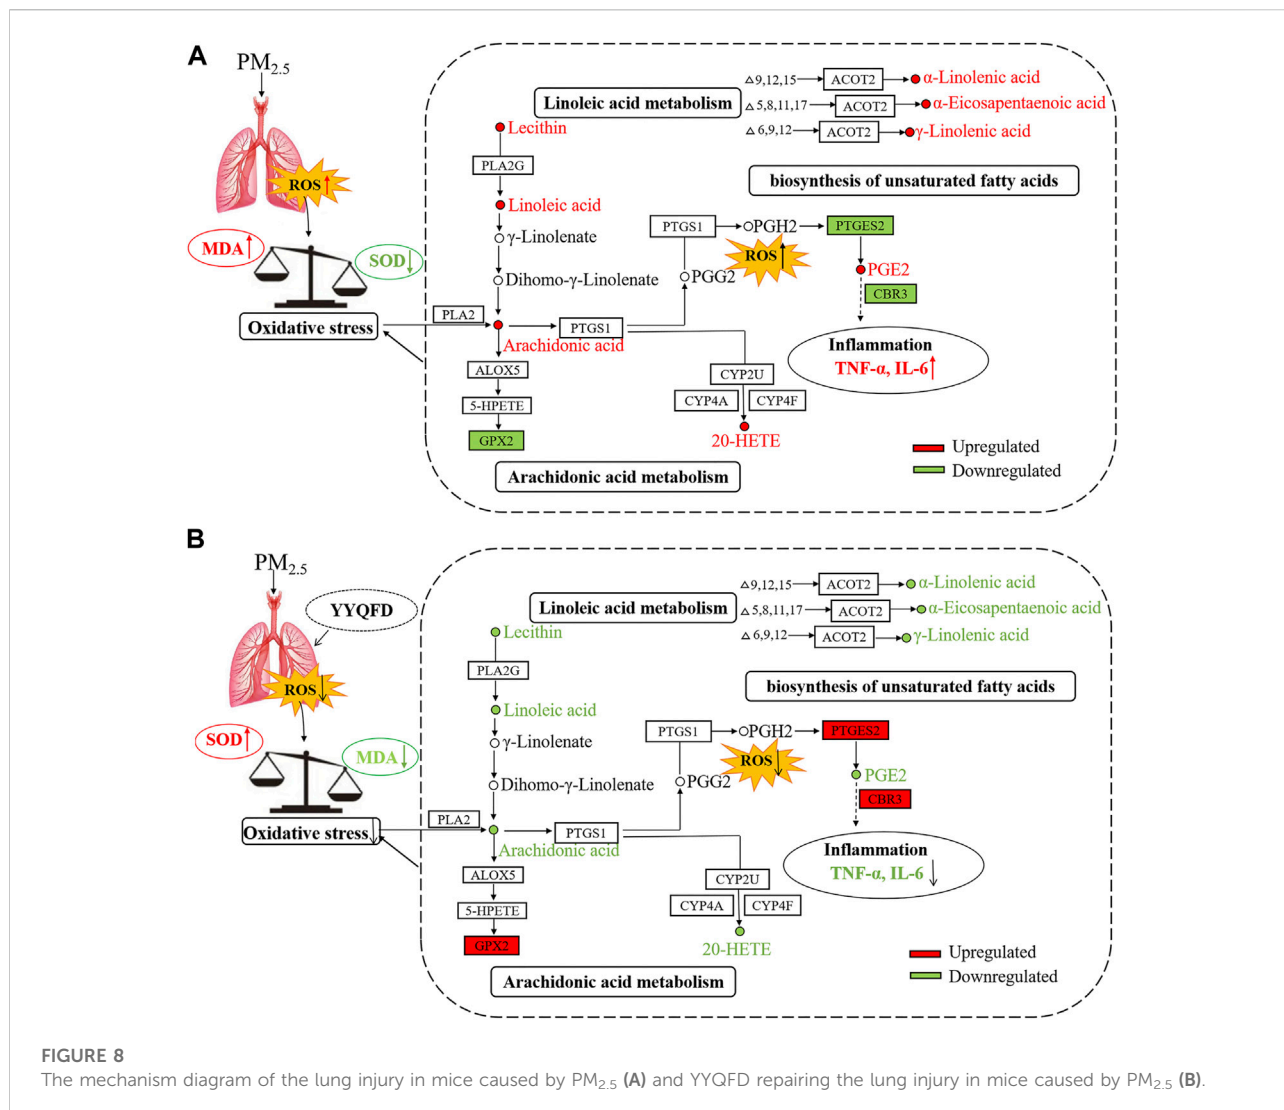 A
PM2.5
ROS
MDA
SOD
Oxidative stress
Linoleic acid metabolism
△9,12,15
ACOT2
α-Linolenic acid
△5,8,11,17
ACOT2
α-Eicosapentaenoic acid
△ 6,9,12
ACOT2
γ-Linolenic acid
Lecithin
PLA2G
biosynthesis of unsaturated fatty acids
Linoleic acid
γ-Linolenate
Dihomo-γ-Linolenate
PTGS1
PGH2
PTGES2
ROS
PGG2
PGE2
CBR3
PLA2
Arachidonic acid
PTGS1
Inflammation
TNF-α, IL-6
ALOX5
CYP2U
5-HPETE
CYP4A
CYP4F
GPX2
20-HETE
Upregulated
Downregulated
Arachidonic acid metabolism
B
PM2.5
YYQFD
ROS
SOD
MDA
Oxidative stress
Linoleic acid metabolism
△9,12,15
ACOT2
α-Linolenic acid
△5,8,11,17
ACOT2
α-Eicosapentaenoic acid
△ 6,9,12
ACOT2
γ-Linolenic acid
Lecithin
PLA2G
biosynthesis of unsaturated fatty acids
Linoleic acid
γ-Linolenate
Dihomo-γ-Linolenate
PTGS1
PGH2
PTGES2
ROS
PGG2
PGE2
CBR3
PLA2
Arachidonic acid
PTGS1
Inflammation
TNF-α, IL-6
ALOX5
CYP2U
5-HPETE
CYP4A
CYP4F
GPX2
20-HETE
Upregulated
Downregulated
Arachidonic acid metabolism
FIGURE 8
The mechanism diagram of the lung injury in mice caused by PM2.5 (A) and YYQFD repairing the lung injury in mice caused by PM2.5 (B).